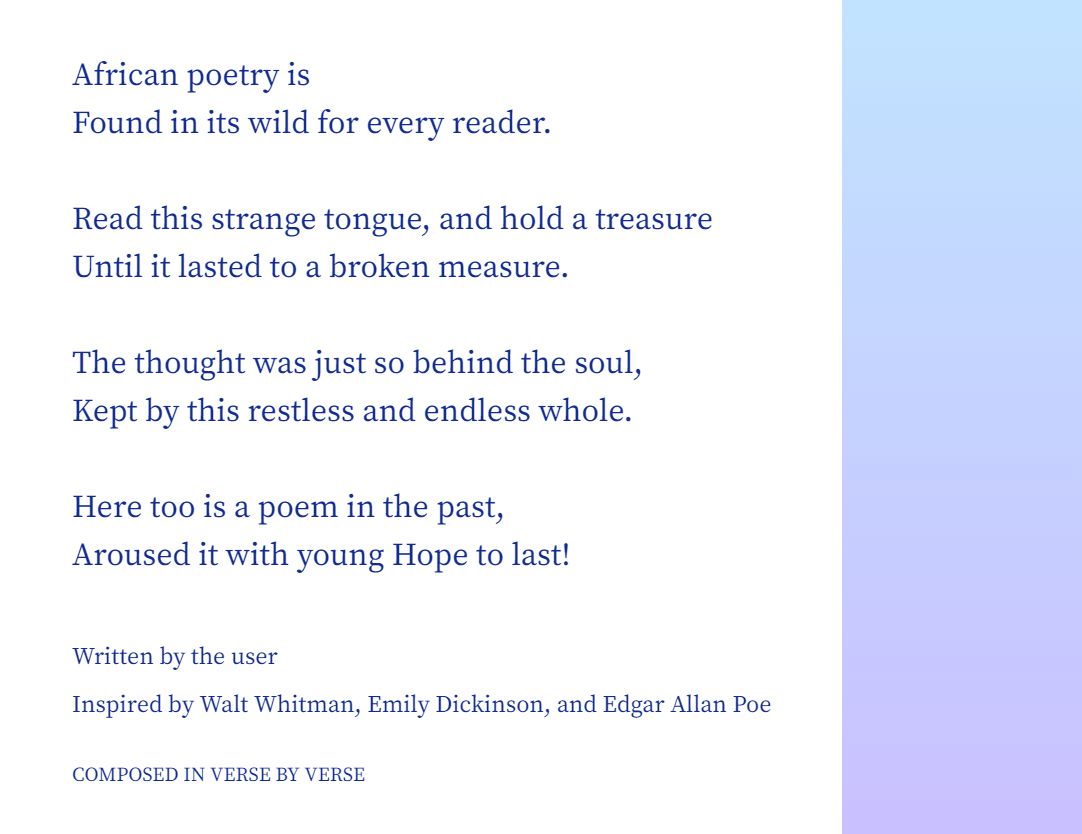 African poetry is
Found in its wild for every reader.
Read this strange tongue, and hold a treasure
Until it lasted to a broken measure.
The thought was just so behind the soul,
Kept by this restless and endless whole.
Here too is a poem in the past,
Aroused it with young Hope to last!
Written by the user
Inspired by Walt Whitman, Emily Dickinson, and Edgar Allan Poe
COMPOSED IN VERSE BY VERSE